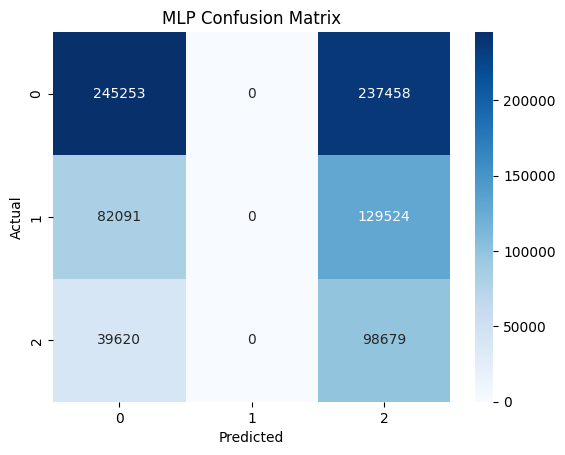 MLP Confusion Matrix
Actual
0
245253 0 237458
1
82091 0 129524
2
39620 0 98679
0 1 2
Predicted
200000
150000
100000
50000
0